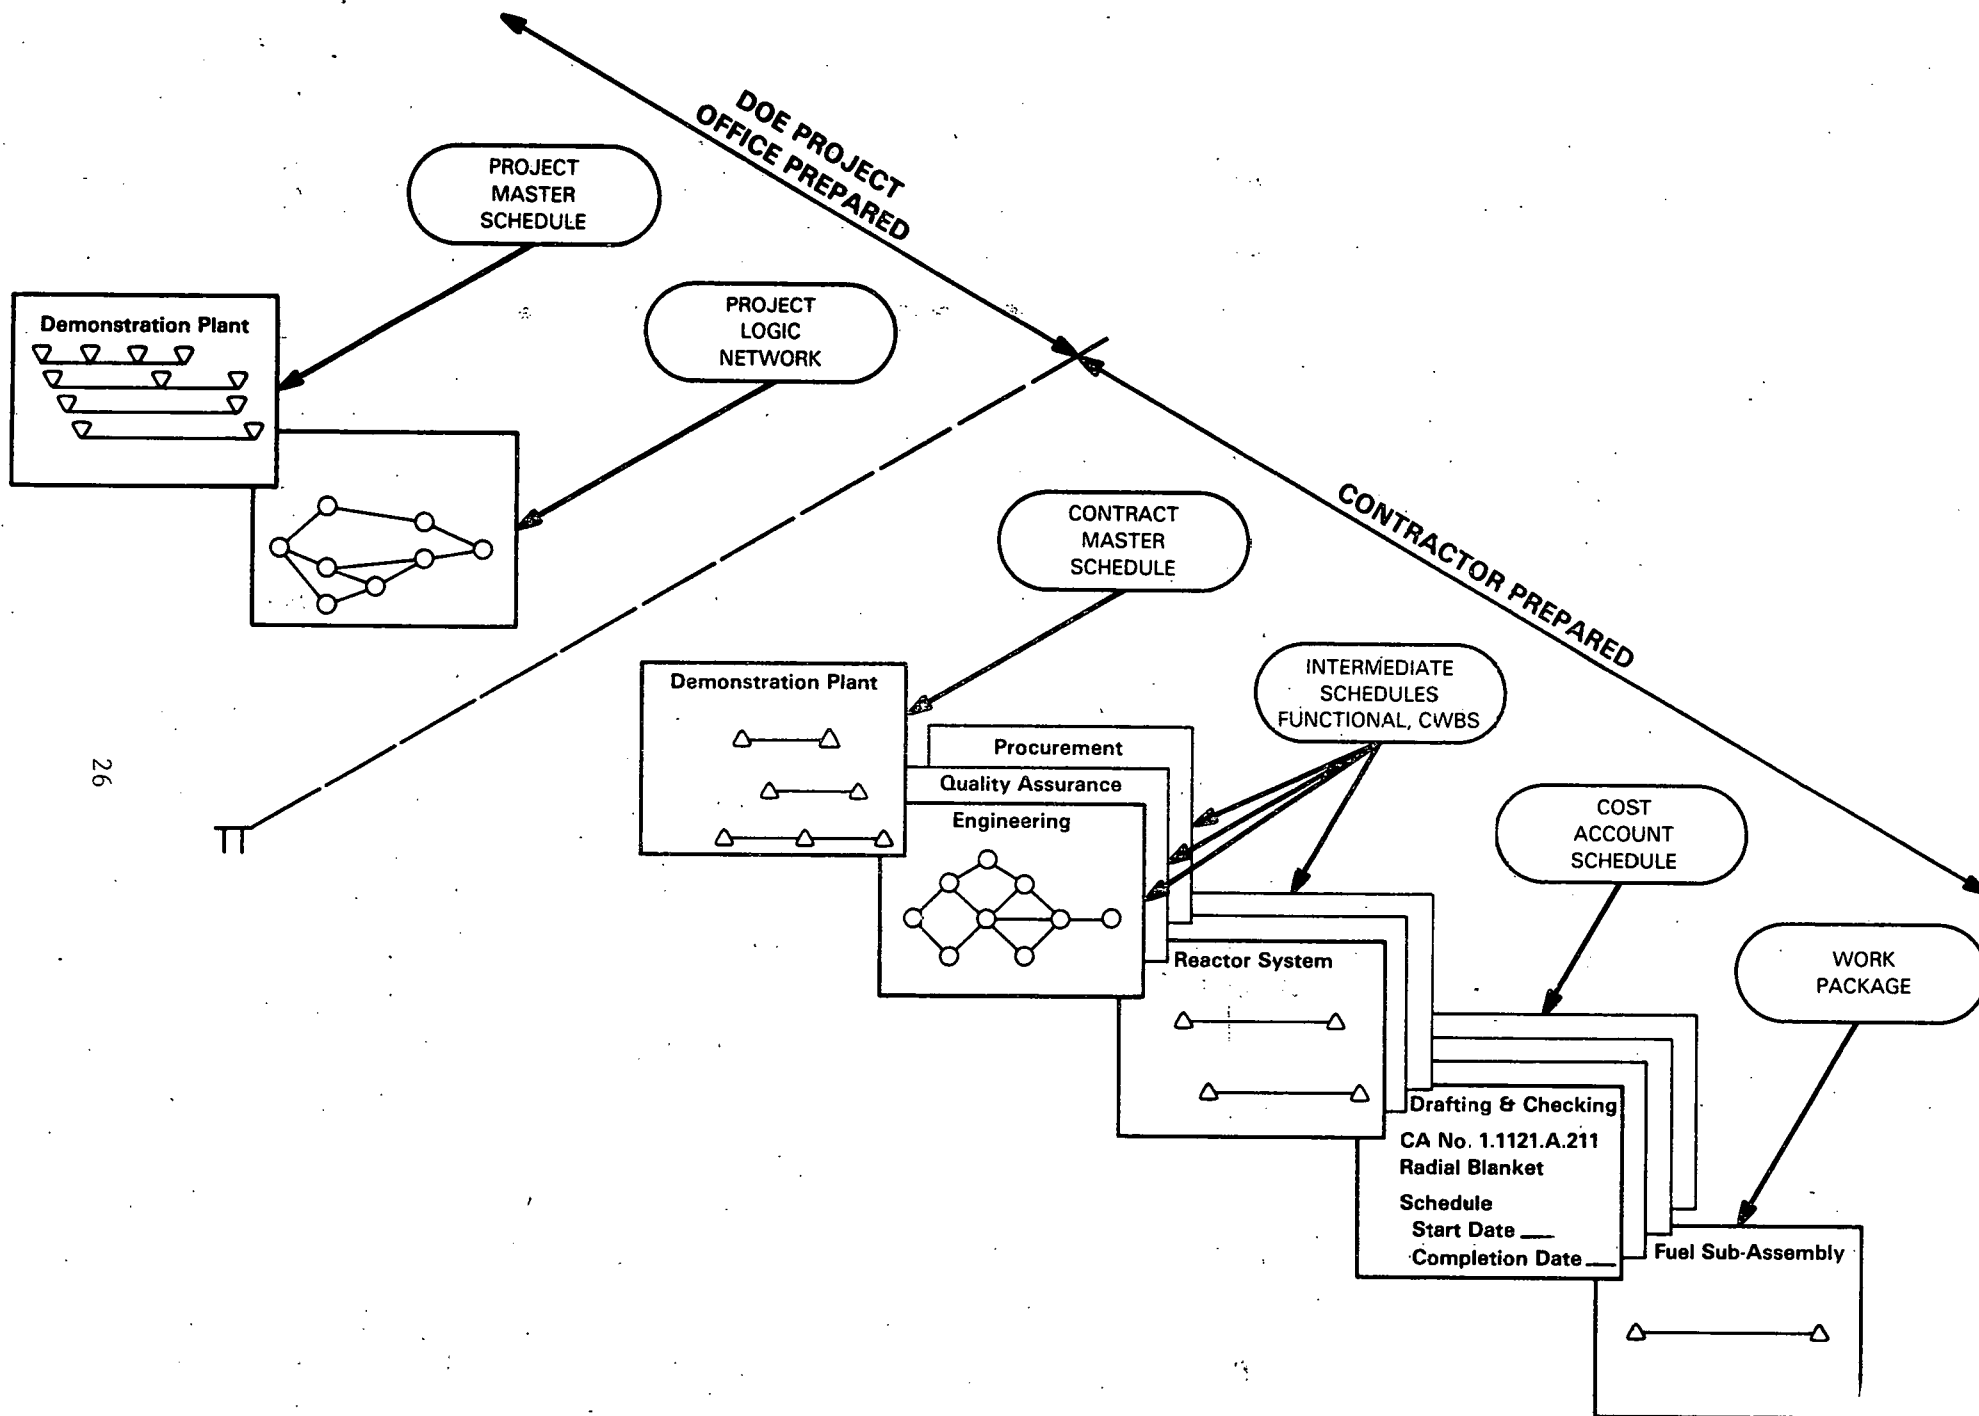 DOE PROJECT
OFFICE PREPARED
PROJECT
MASTER
SCHEDULE
Demonstration Plant
PROJECT
LOGIC
NETWORK
CONTRACTOR PREPARED
CONTRACT
MASTER
SCHEDULE
Demonstration Plant
INTERMEDIATE
SCHEDULES
FUNCTIONAL, CWBS
Procurement
Quality Assurance
Engineering
COST
ACCOUNT
SCHEDULE
Reactor System
WORK
PACKAGE
Drafting & Checking
CA No. 1.1121.A.211
Radial Blanket
Schedule
Start Date __
Completion Date __
Fuel Sub-Assembly
26